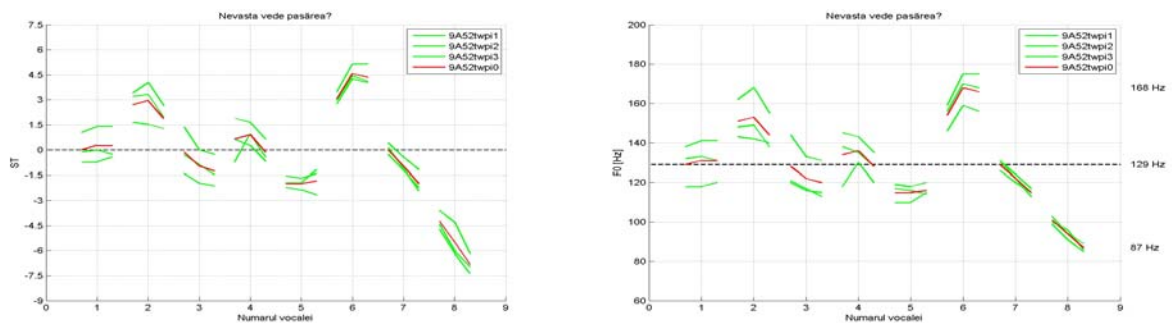 Nevasta vede pasărea?
7.5
6
4.5
3
1.5
0
-1.5
-3
-4.5
-6
-7.5
-9
ST
0 1 2 3 4 5 6 7 8 9
Numarul vocalei
9A52twpi1
9A52twpi2
9A52twpi3
9A52twpi0
Nevasta vede pasărea?
200
180
160
140
120
100
80
60
F0 [Hz]
0 1 2 3 4 5 6 7 8 9
Numarul vocalei
9A52twpi1
9A52twpi2
9A52twpi3
9A52twpi0
168 Hz
129 Hz
87 Hz